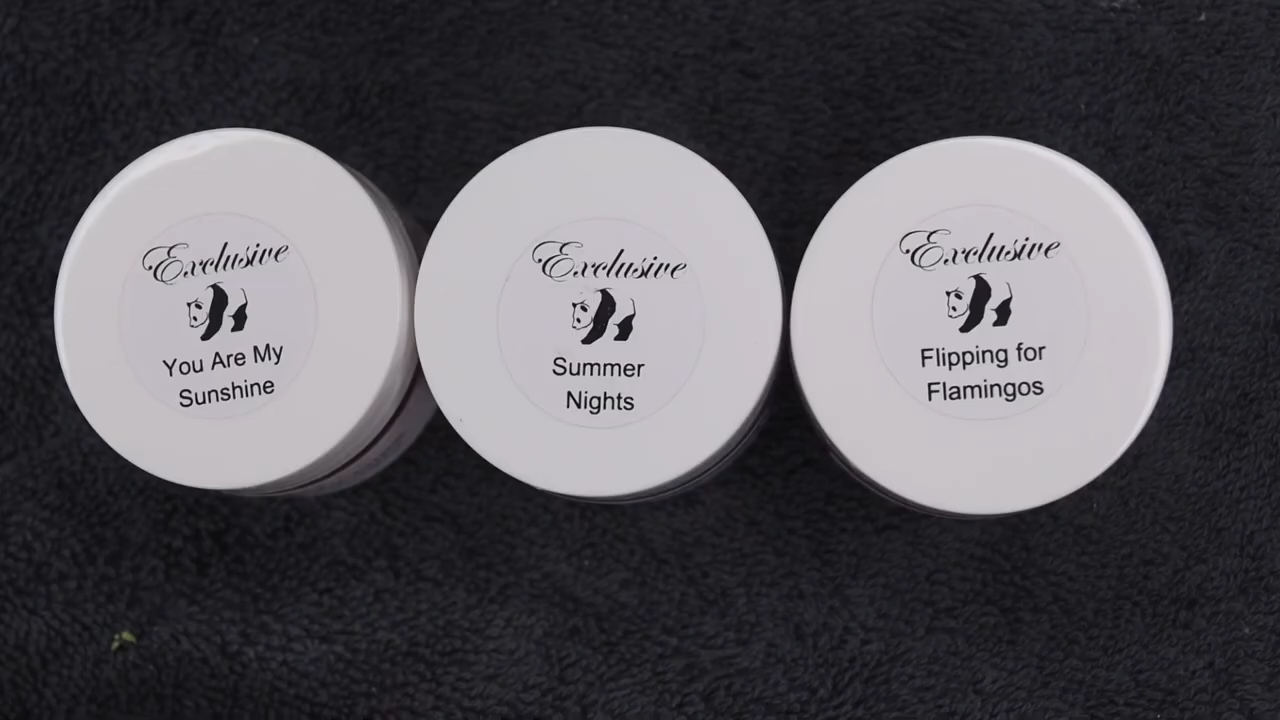 Exclusive
You Are My
Sunshine
Exclusive
Summer
Nights
Exclusive
Flipping for
Flamingos